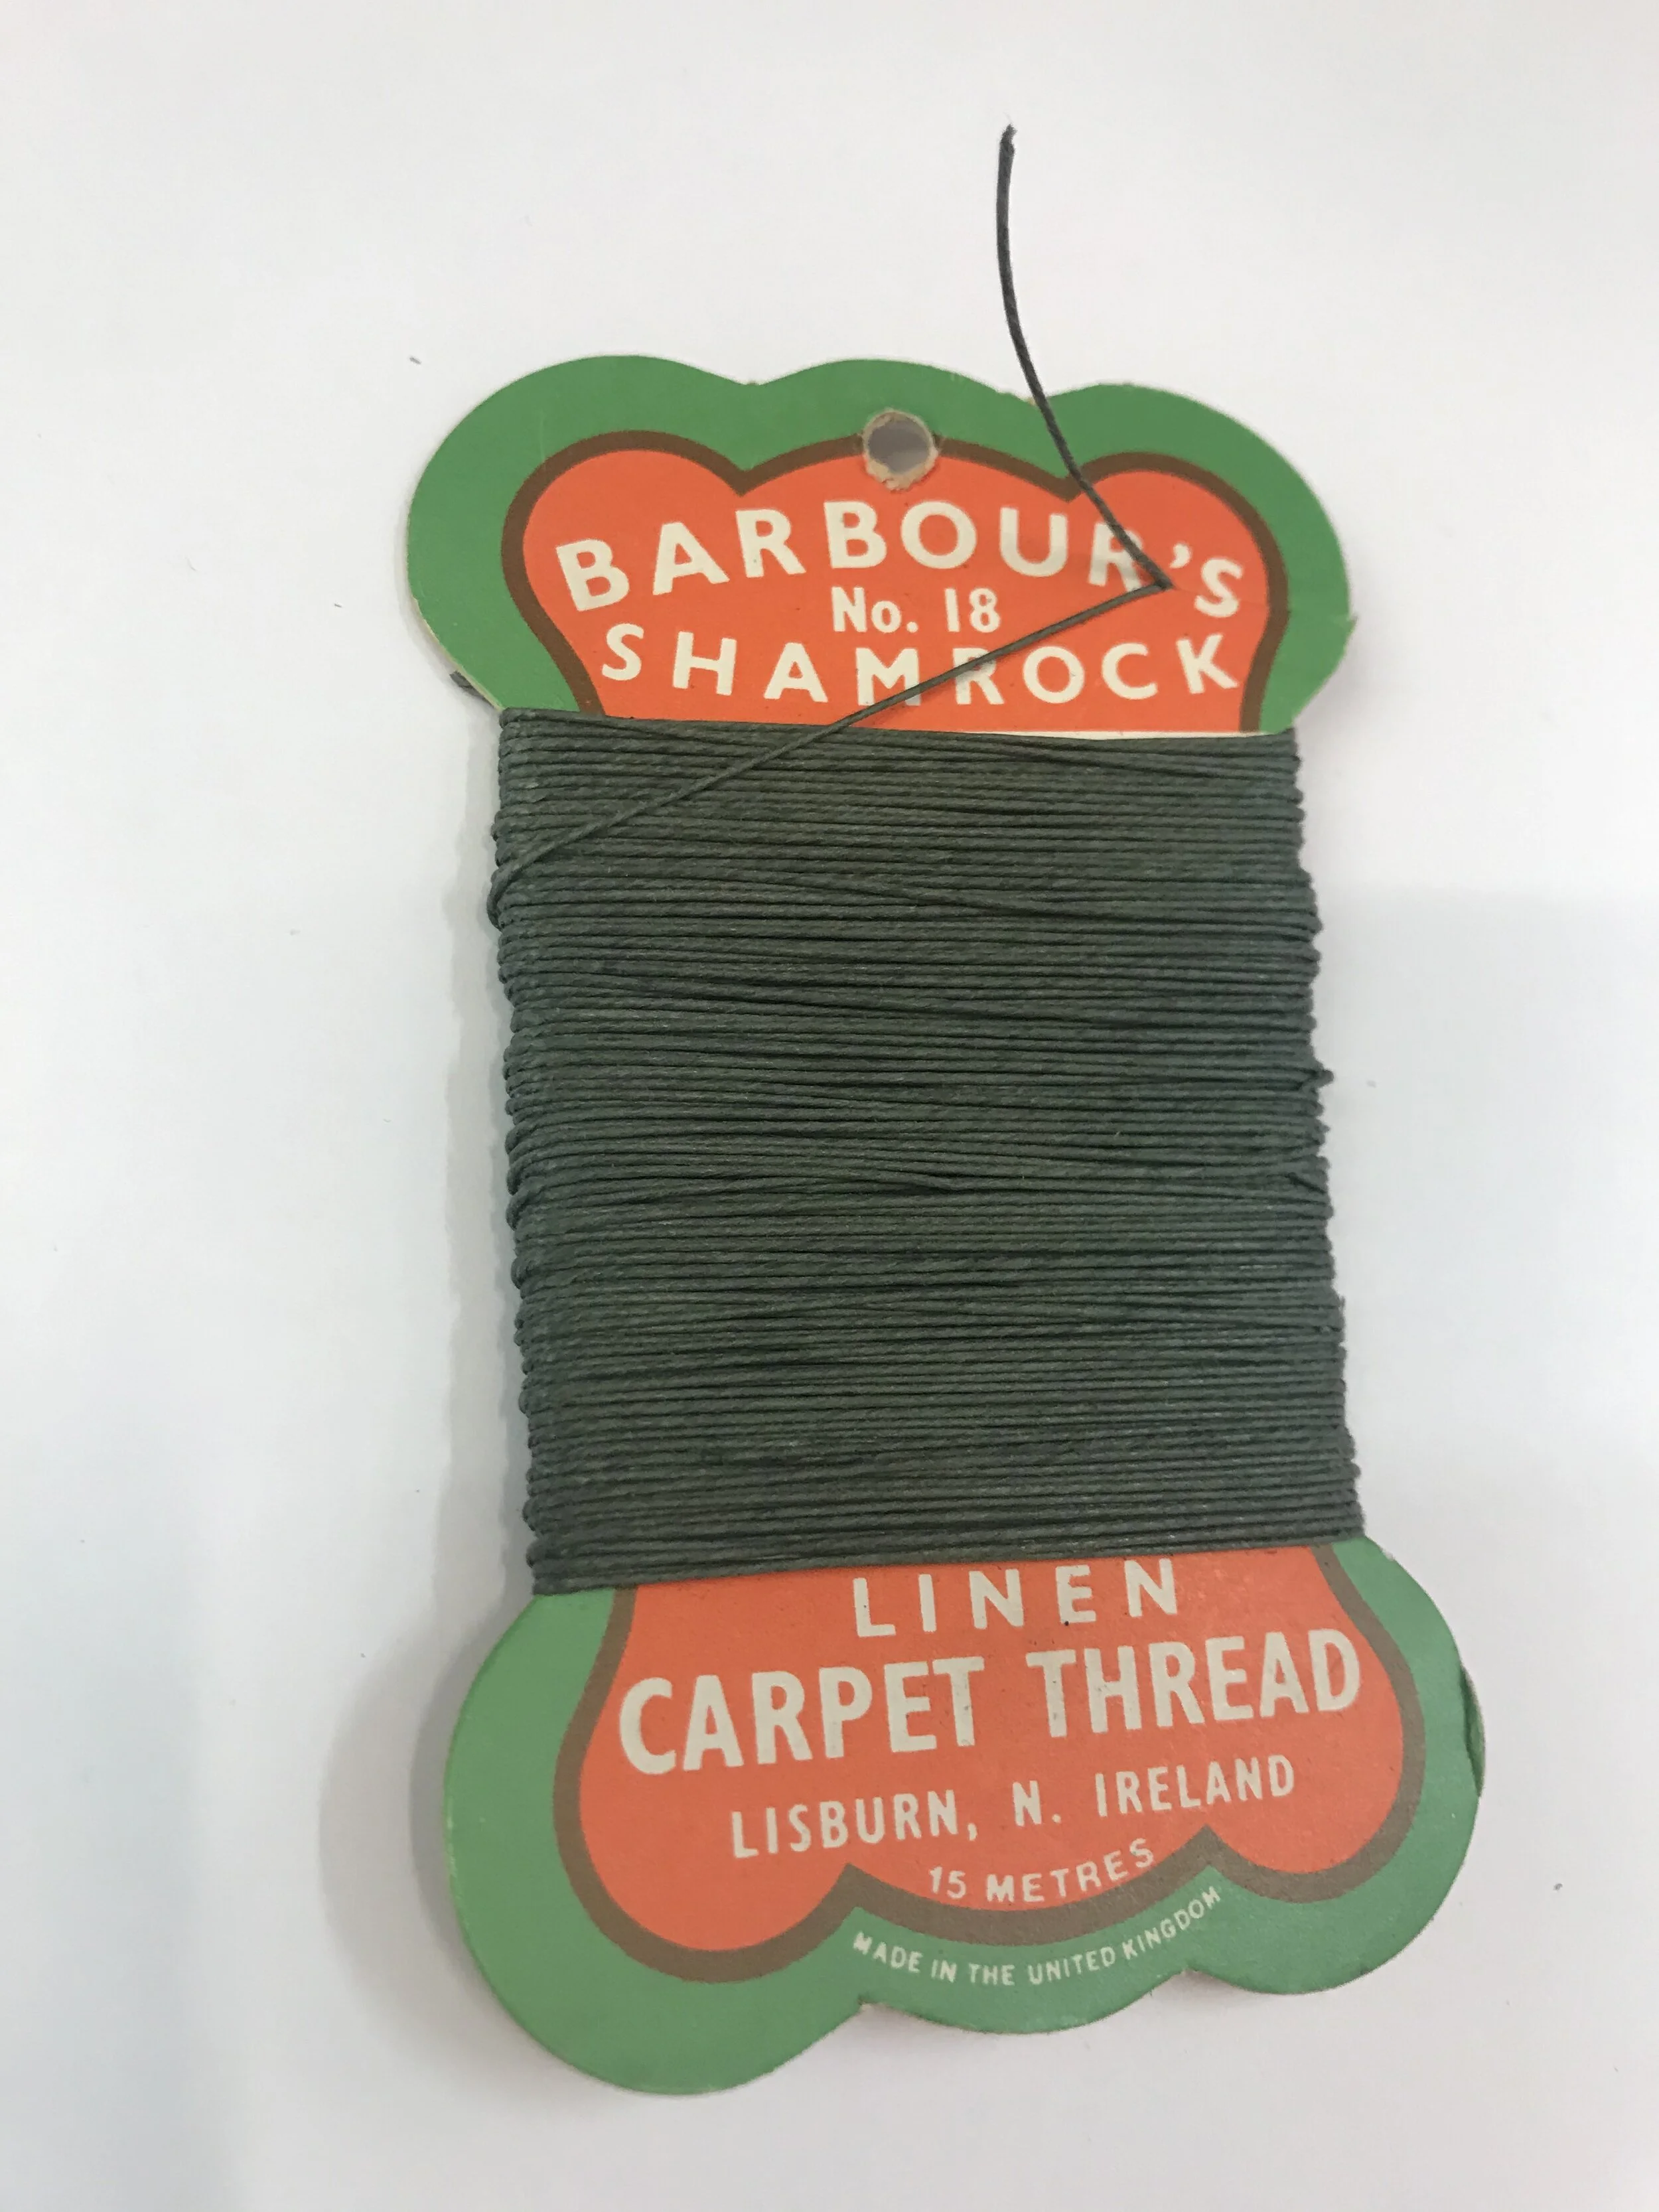 BARBOUR'S
No. 18
SHAMROCK
LINEN
CARPET THREAD
LISBURN, N. IRELAND
15 METRES
MADE IN THE UNITED KINGDOM